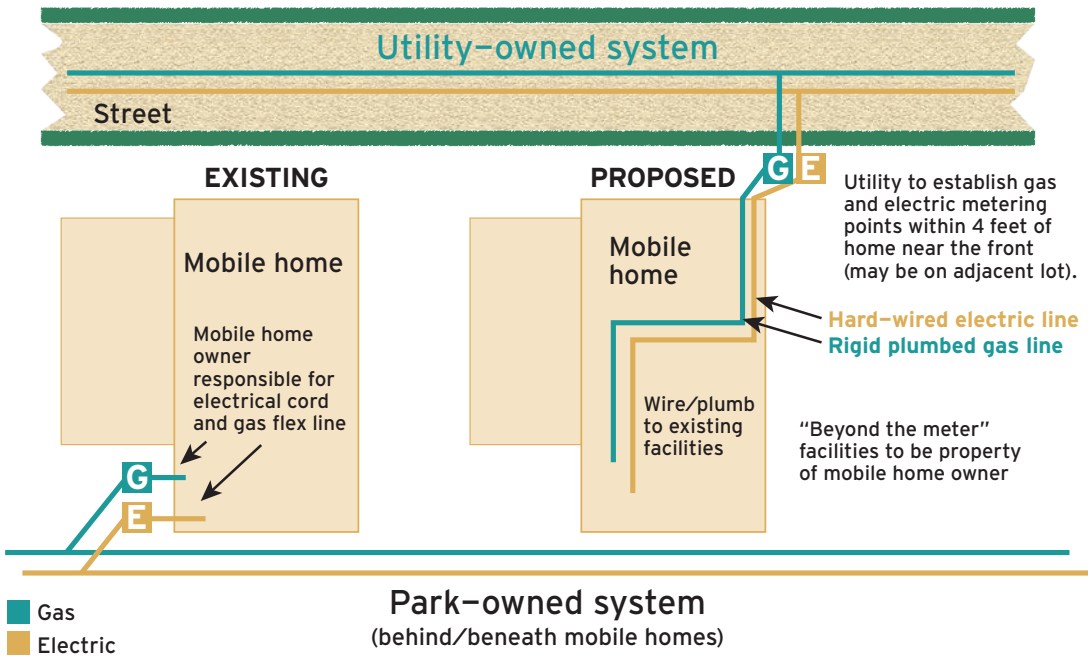 Utility–owned system
Street
EXISTING
Mobile home
Mobile home
owner
responsible for
electrical cord
and gas flex line
G
E
PROPOSED
G E
Mobile
home
Wire/plumb
to existing
facilities
Utility to establish gas
and electric metering
points within 4 feet of
home near the front
(may be on adjacent lot).
Hard–wired electric line
Rigid plumbed gas line
“Beyond the meter”
facilities to be property
of mobile home owner
Park–owned system
(behind/beneath mobile homes)
Gas
Electric